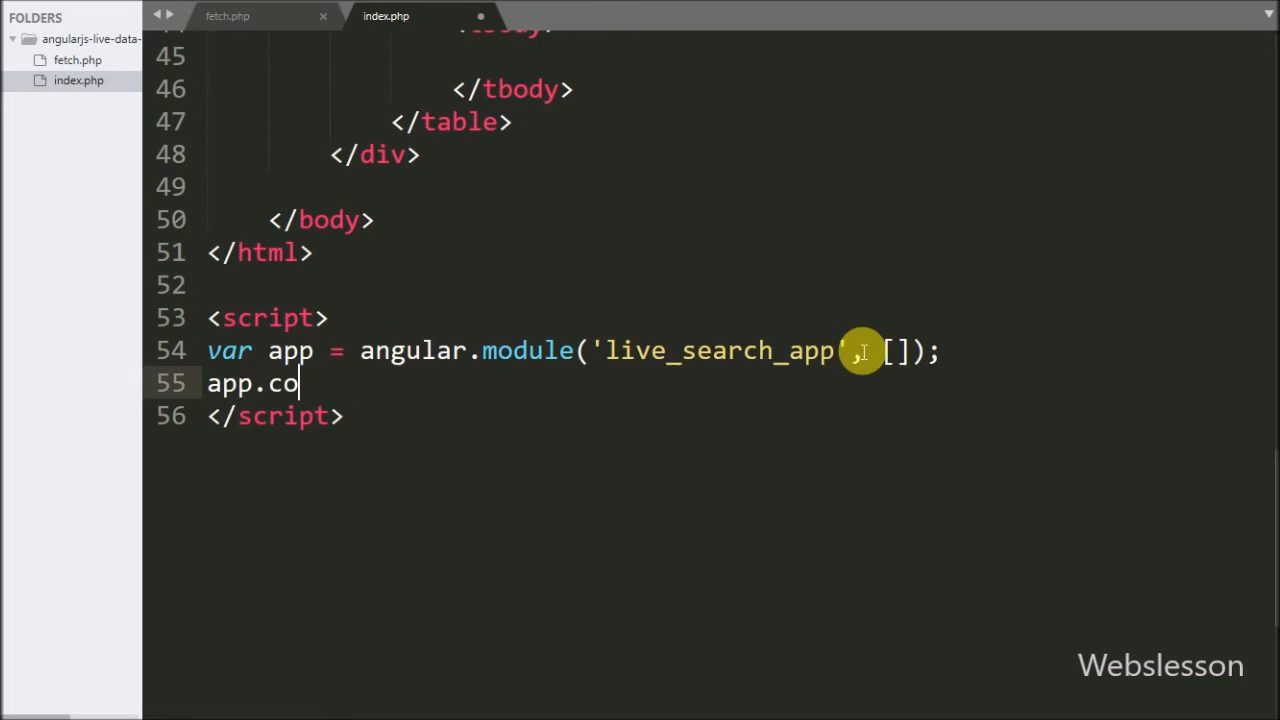 FOLDERS
angularjs-live-data-
fetch.php
index.php
fetch.php
index.php
45
46 </tbody>
47 </table>
48 </div>
49
50 </body>
51 </html>
52
53 <script>
54 var app = angular.module('live_search_app', []);
55 app.co
56 </script>
Webslesson